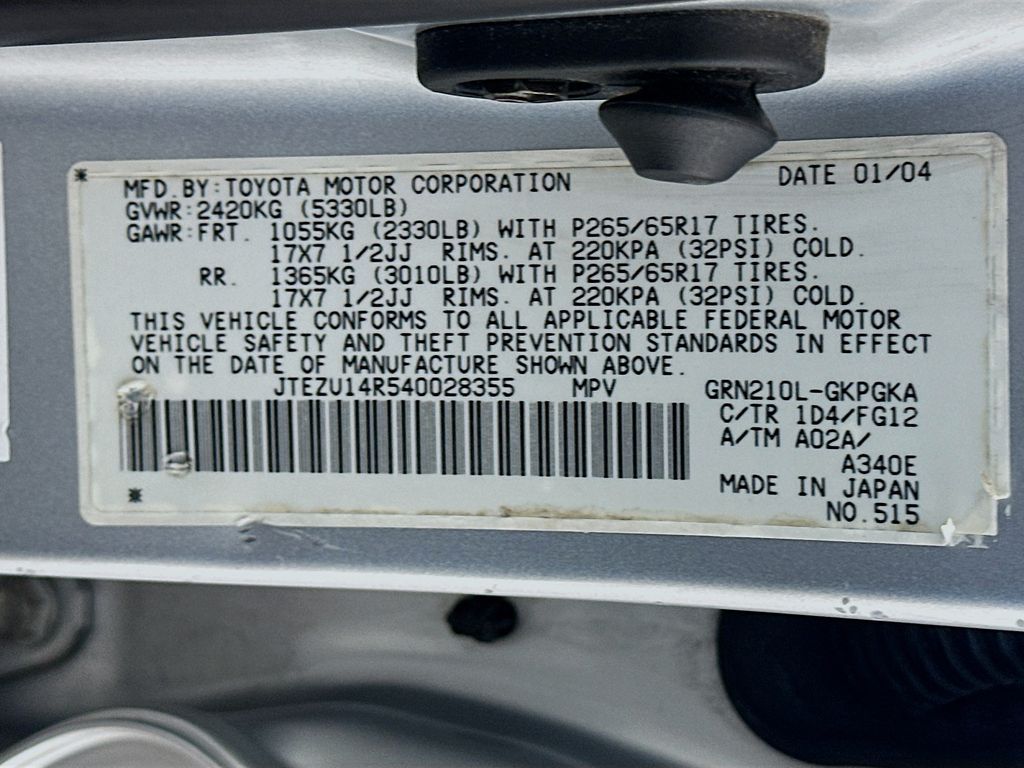 MFD.BY:TOYOTA MOTOR CORPORATION DATE 01/04
GVWR:2420KG (5330LB)
GAWR:FRT. 1055KG (2330LB) WITH P265/65R17 TIRES.
17X7 1/2JJ RIMS. AT 220KPA (32PSI) COLD.
RR. 1365KG (3010LB) WITH P265/65R17 TIRES.
17X7 1/2JJ RIMS. AT 220KPA (32PSI) COLD.
THIS VEHICLE CONFORMS TO ALL APPLICABLE FEDERAL MOTOR
VEHICLE SAFETY AND THEFT PREVENTION STANDARDS IN EFFECT
ON THE DATE OF MANUFACTURE SHOWN ABOVE.
JTEZU14R540028355 MPV GRN210L-GKPGKA
C/TR 1D4/FG12
A/TM A02A/
A340E
MADE IN JAPAN
NO.515